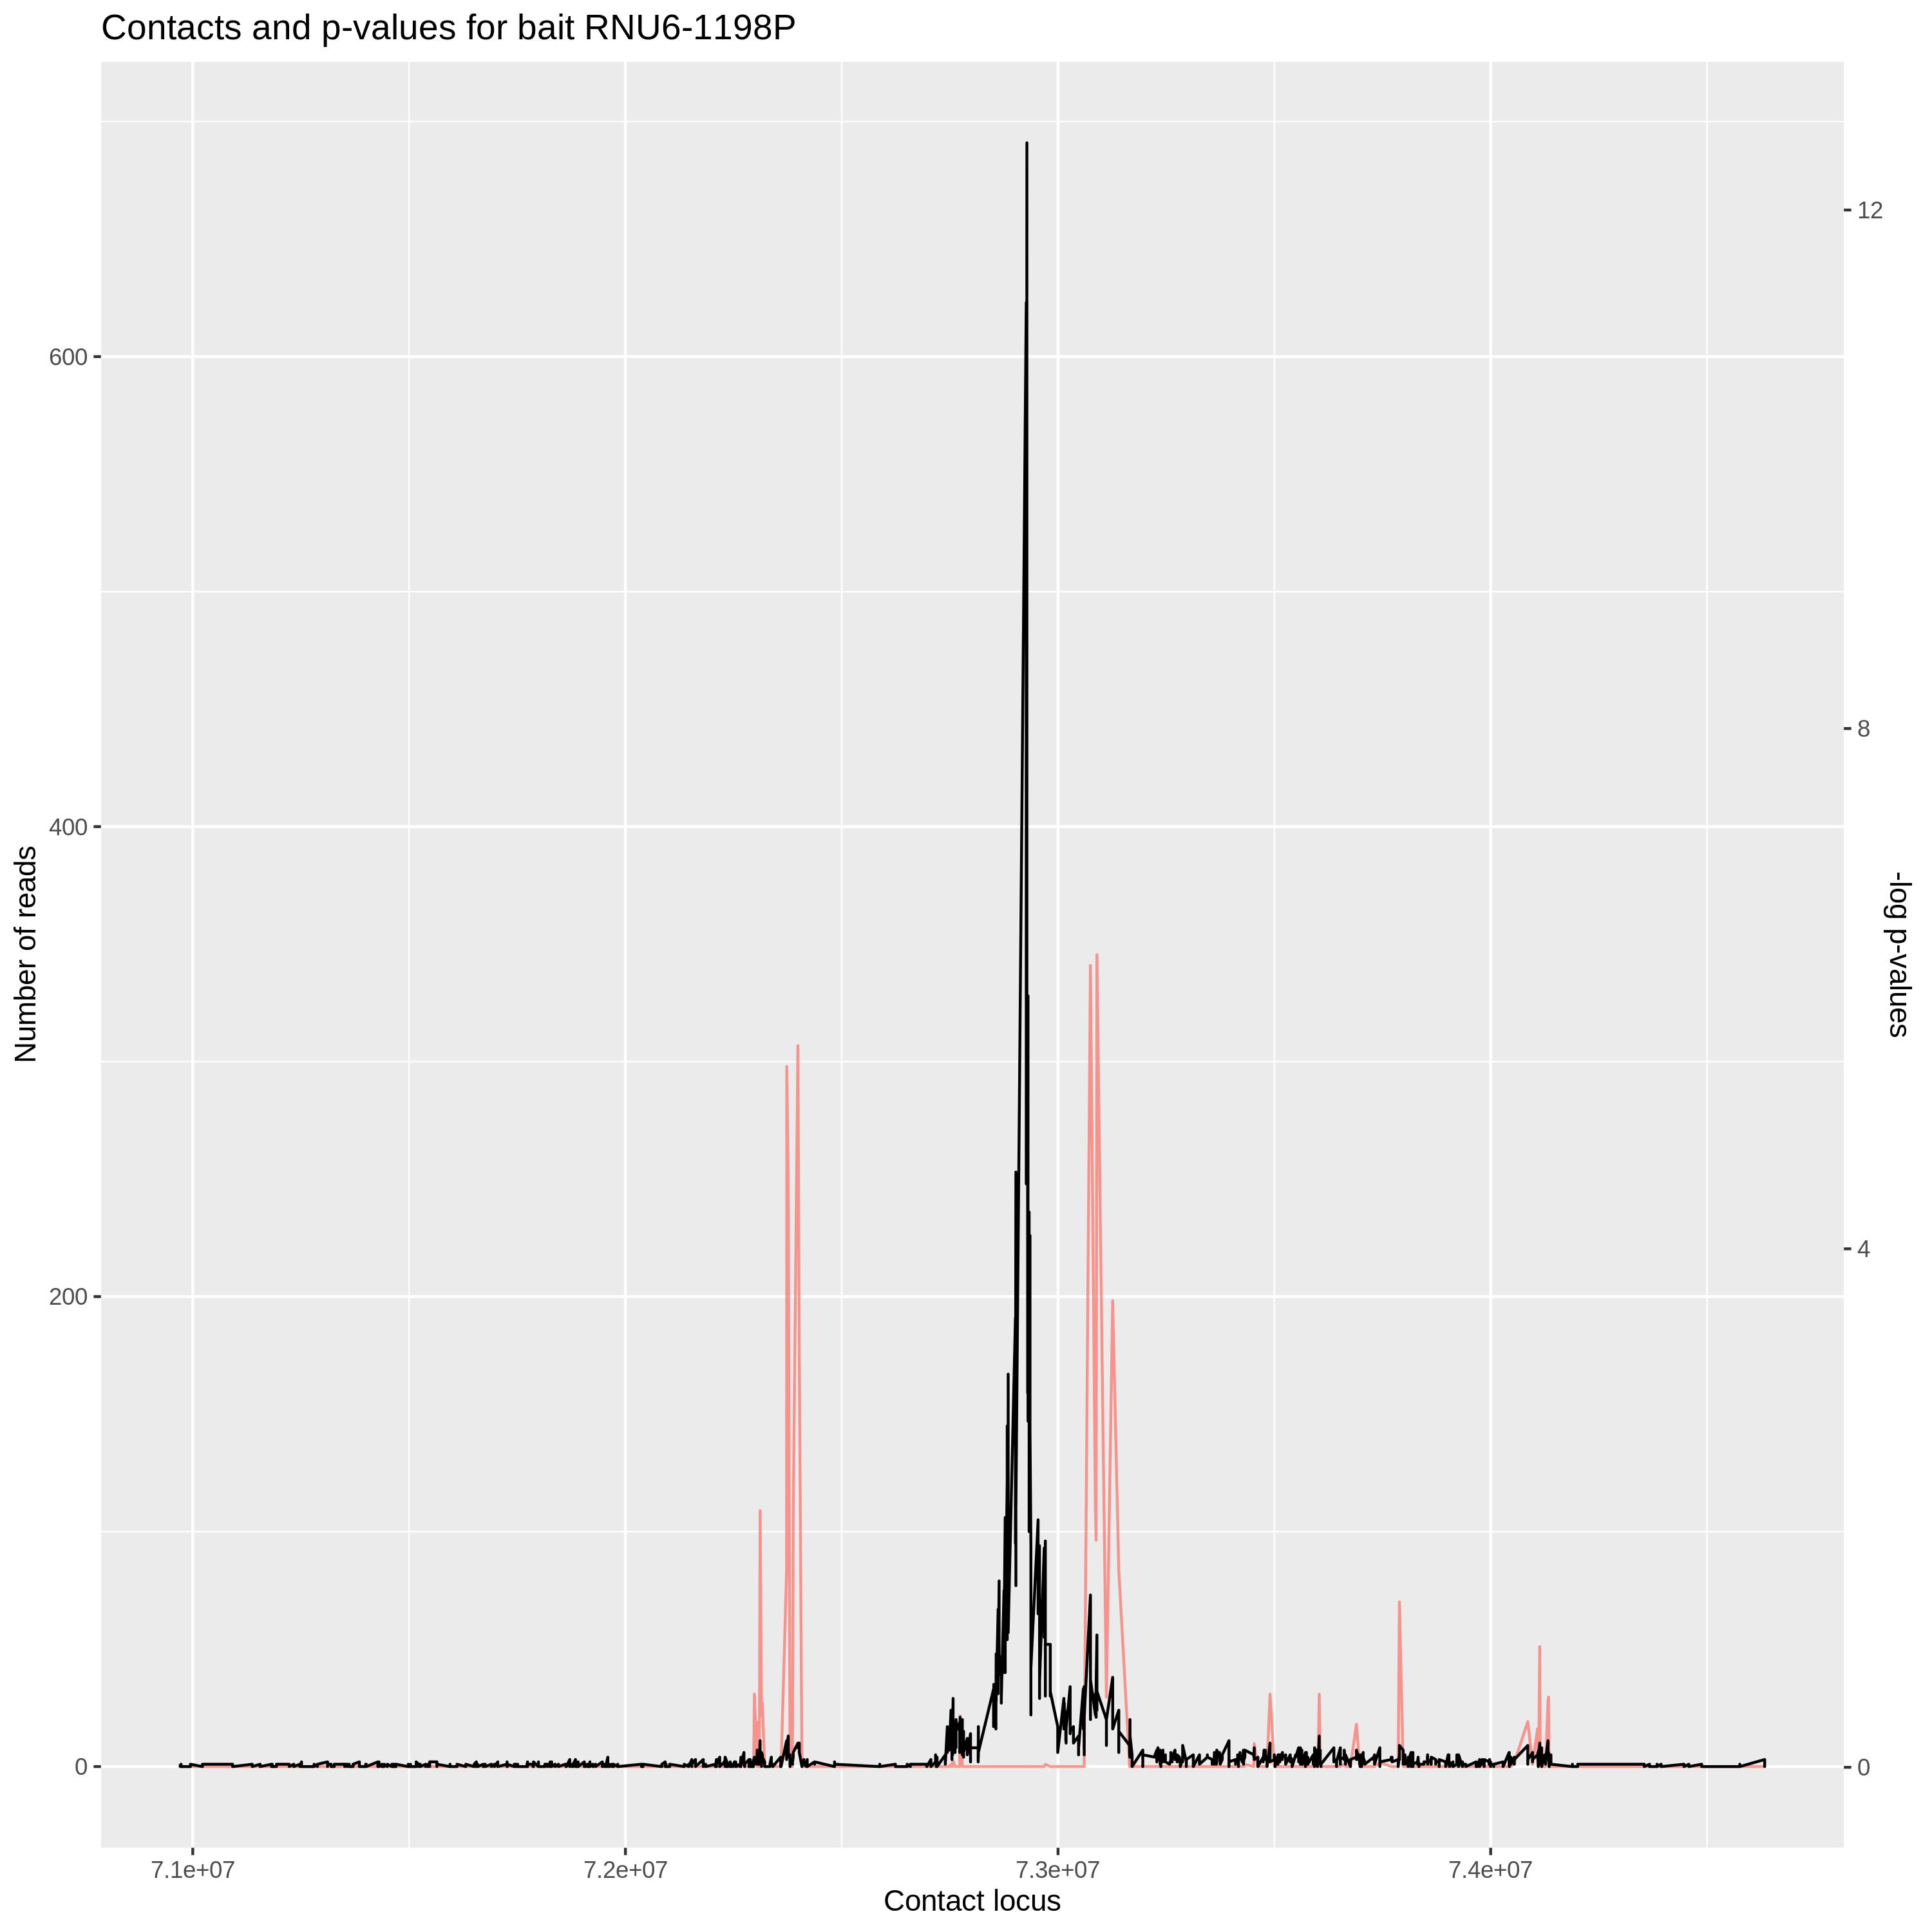 Contacts and p-values for bait RNU6-1198P
600
400
200
0
Number of reads
12
8
4
0
-log p-values
7.1e+07
7.2e+07
7.3e+07
7.4e+07
Contact locus